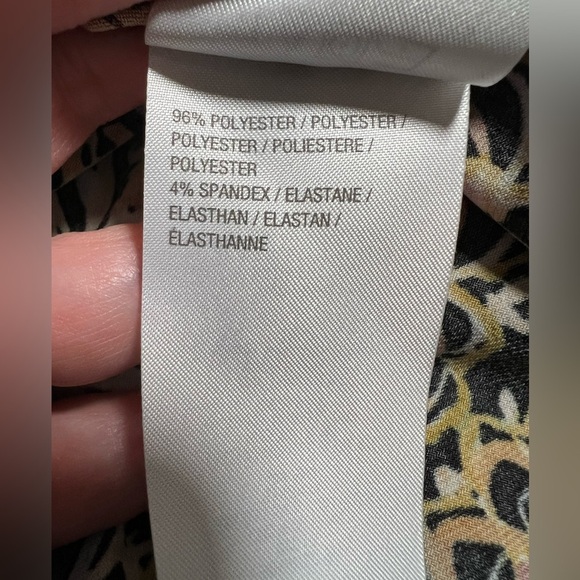 96% POLYESTER / POLYESTER /
POLYESTER / POLIESTERE /
POLYESTER
4% SPANDEX / ELASTANE /
ELASTHAN / ELASTAN /
ÉLASTHANNE